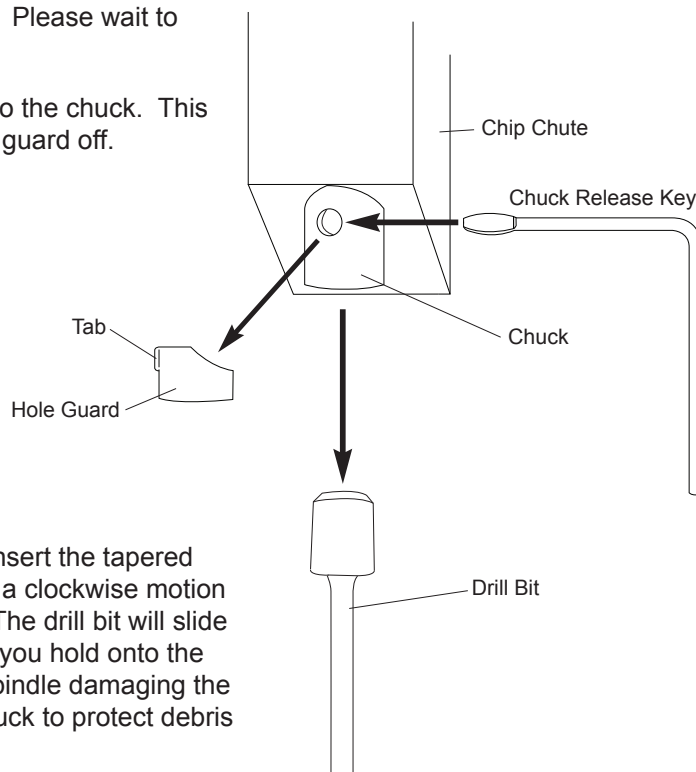 Please wait to
o the chuck. This
guard off.
Chip Chute
Chuck Release Key
Tab
Chuck
Hole Guard
nsert the tapered
a clockwise motion
The drill bit will slide
you hold onto the
pindle damaging the
uck to protect debris
Drill Bit